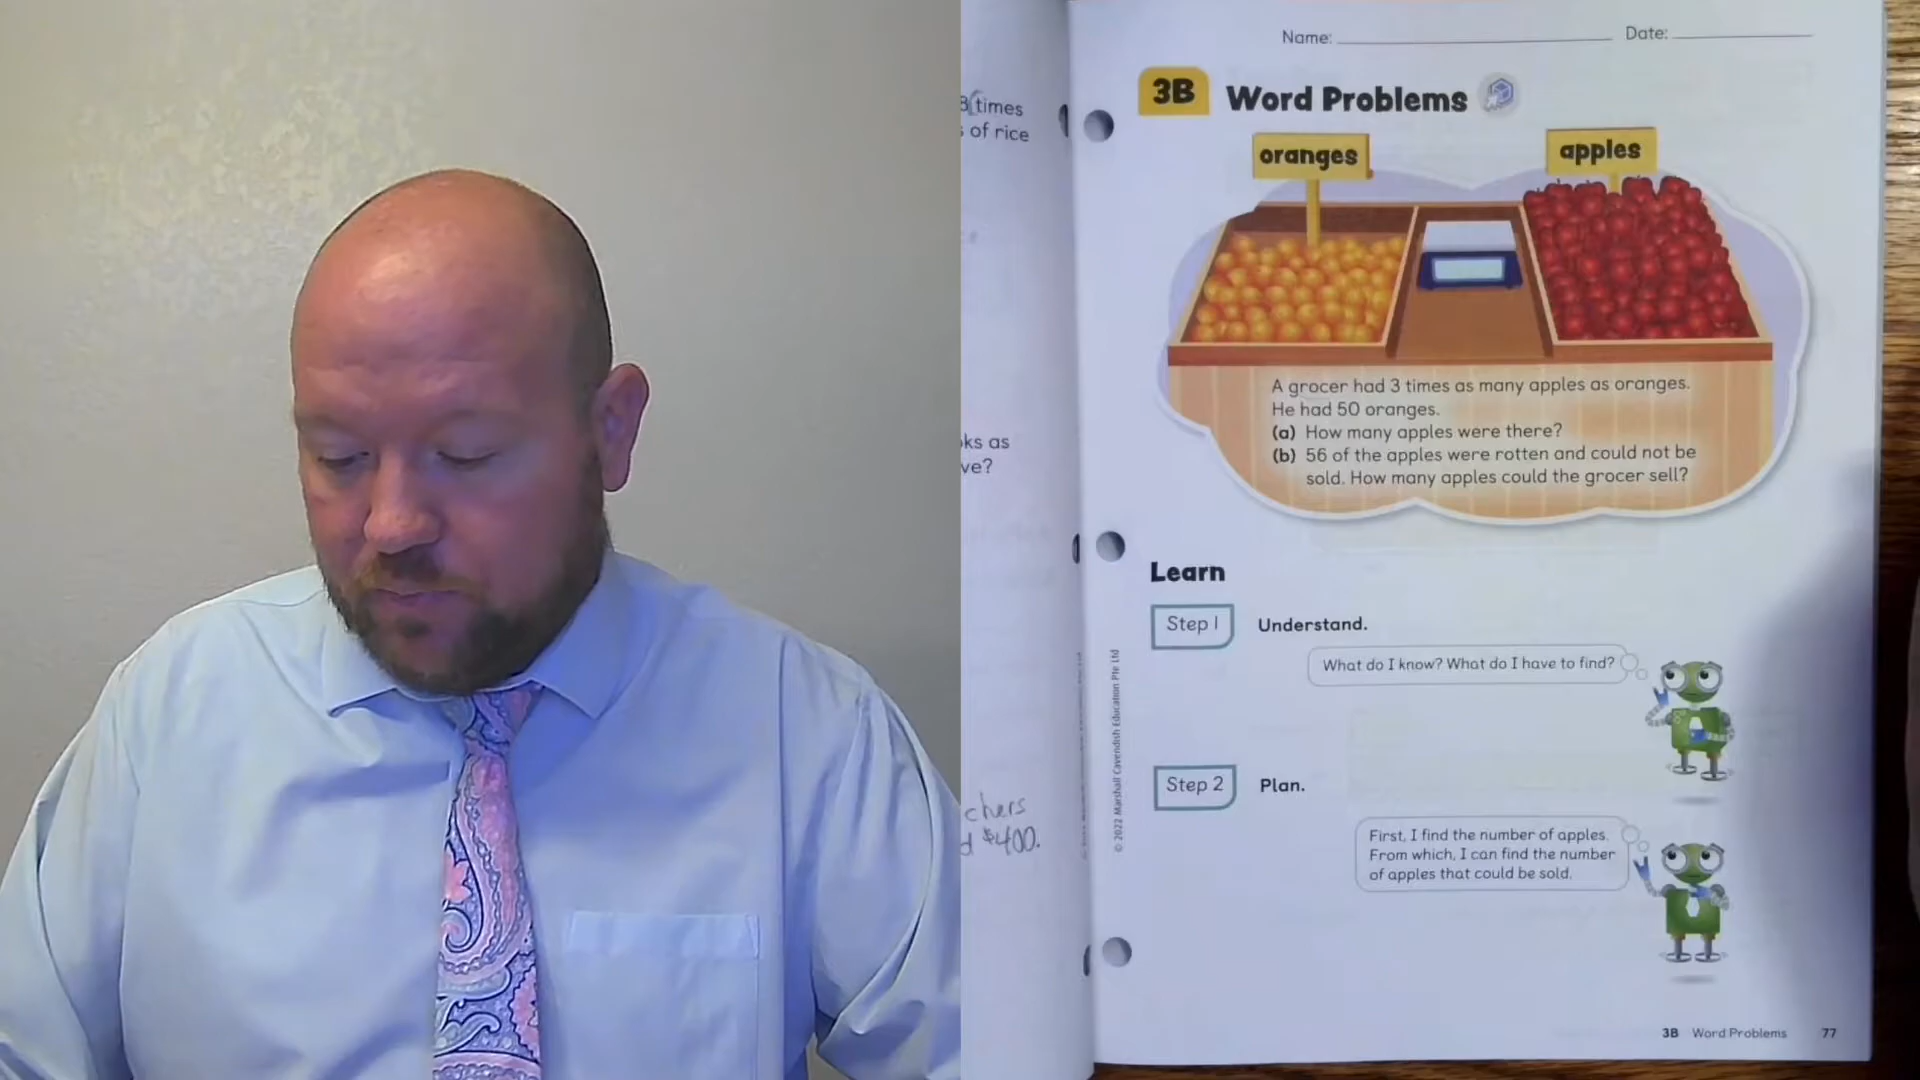 3 times
of rice
ks as
ve?
chers
d $400.
Name:
Date:
3B Word Problems
oranges
apples
A grocer had 3 times as many apples as oranges.
He had 50 oranges.
(a) How many apples were there?
(b) 56 of the apples were rotten and could not be
sold. How many apples could the grocer sell?
Learn
Step 1 Understand.
What do I know? What do I have to find?
Step 2 Plan.
First, I find the number of apples.
From which, I can find the number
of apples that could be sold.
© 2022 Marshall Cavendish Education Pte Ltd
3B Word Problems 77